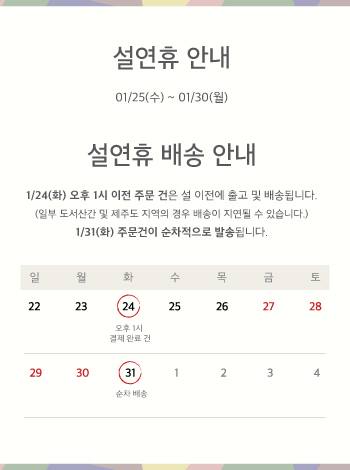 설연휴 안내
01/25(수) ~ 01/30(월)
설연휴 배송 안내
1/24(화) 오후 1시 이전 주문 건은 설 이전에 출고 및 배송됩니다.
(일부 도서산간 및 제주도 지역의 경우 배송이 지연될 수 있습니다.)
1/31(화) 주문건이 순차적으로 발송됩니다.
일 월 화 수 목 금 토
22 23 24 25 26 27 28
오후 1시
결제 완료 건
29 30 31 1 2 3 4
순차 배송